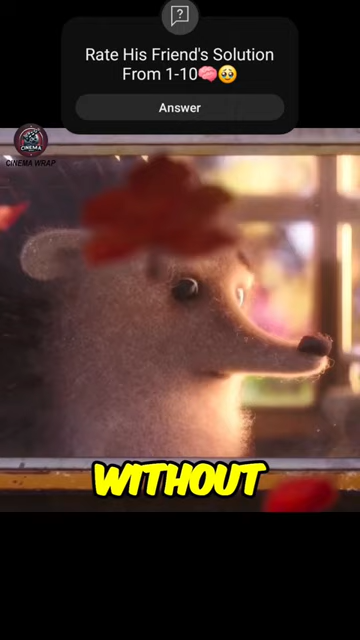 Rate His Friend's Solution
From 1-10🧠🥹
Answer
CINEMA
CINEMA WRAP
WITHOUT